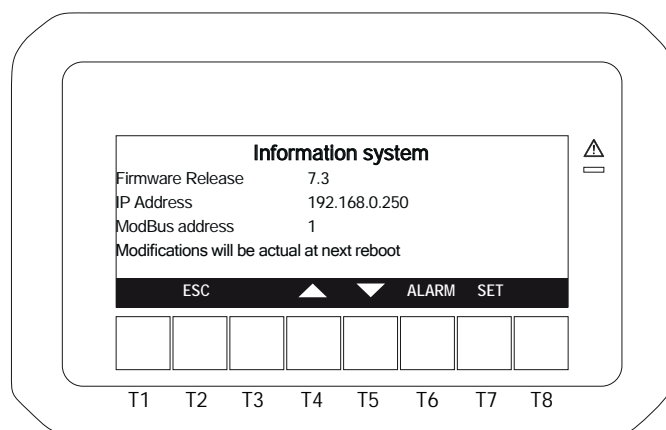 Information system
Firmware Release 7.3
IP Address 192.168.0.250
ModBus address 1
Modifications will be actual at next reboot
ESC ALARM SET
T1 T2 T3 T4 T5 T6 T7 T8